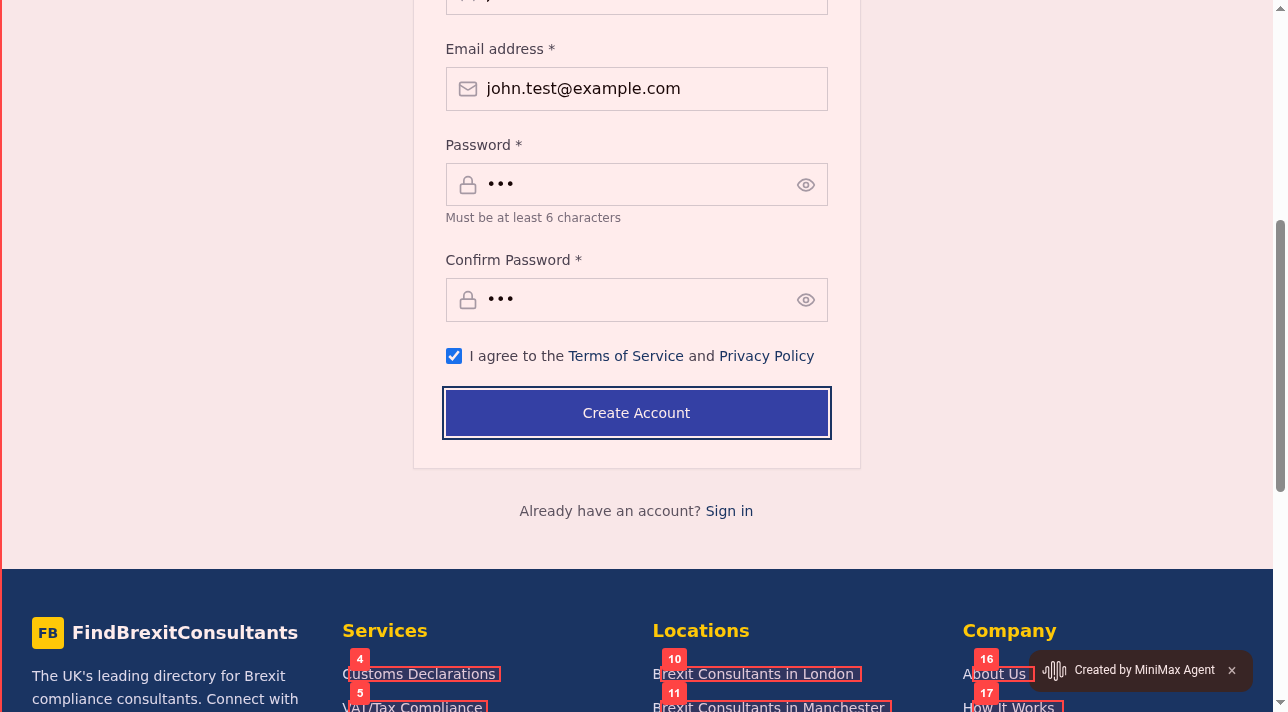 Email address *
john.test@example.com
Password *
•••
Must be at least 6 characters
Confirm Password *
•••
I agree to the Terms of Service and Privacy Policy
Create Account
Already have an account? Sign in
FB FindBrexitConsultants
The UK's leading directory for Brexit
compliance consultants. Connect with
Services
4
Customs Declarations
5
VAT/Tax Compliance
Locations
10
Brexit Consultants in London
11
Brexit Consultants in Manchester
Company
16
About Us
17
How It Works
Created by MiniMax Agent ×